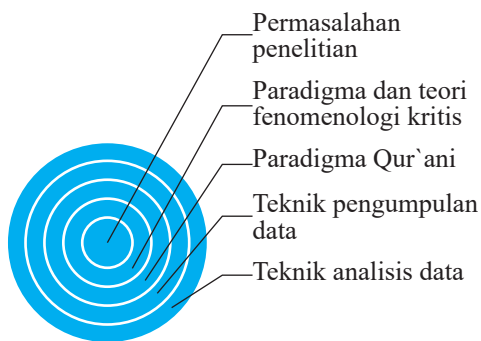 Permasalahan
penelitian
Paradigma dan teori
fenomenologi kritis
Paradigma Qur`ani
Teknik pengumpulan
data
Teknik analisis data